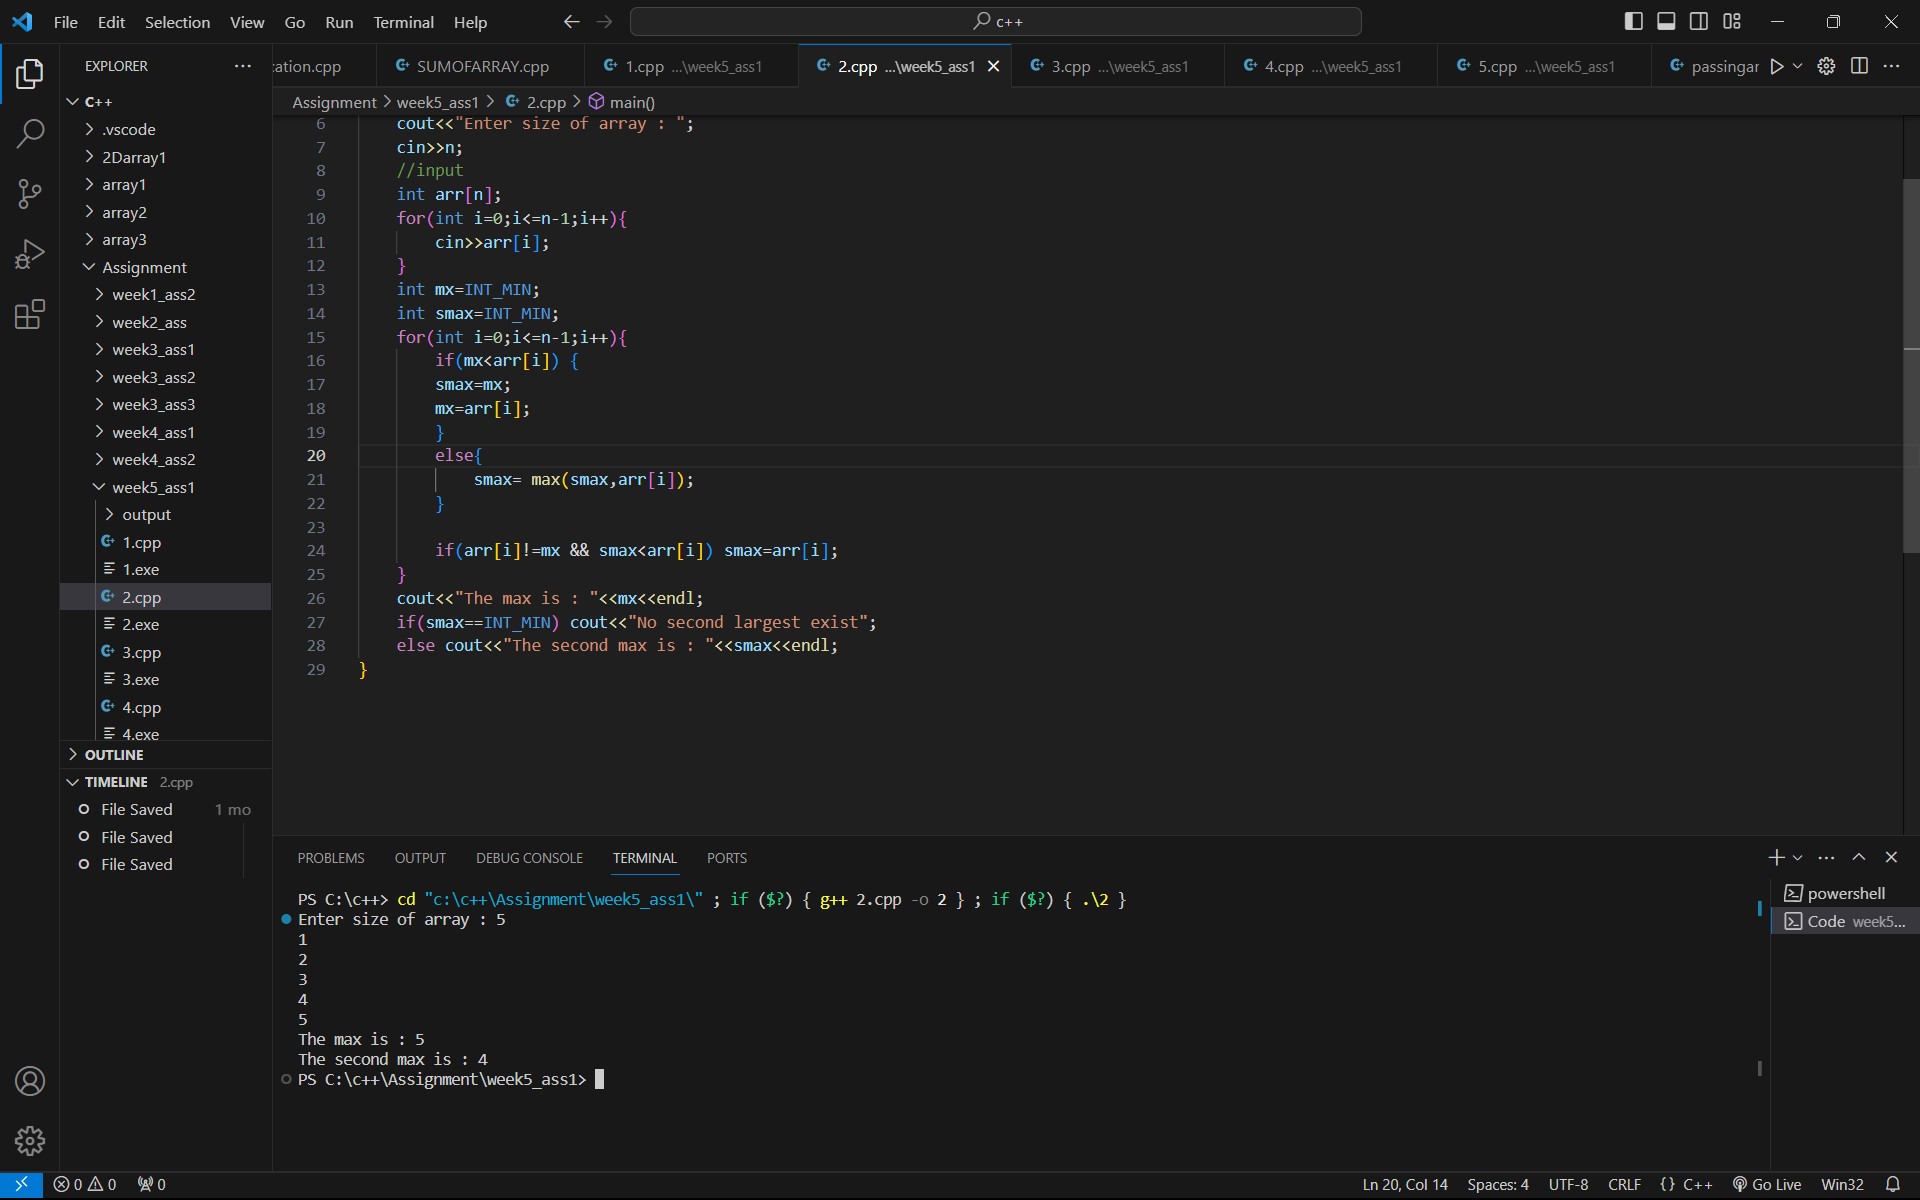 File Edit Selection View Go Run Terminal Help
c++
EXPLORER
ation.cpp SUMOFARRAY.cpp 1.cpp ...\week5_ass1 2.cpp ...\week5_ass1 3.cpp ...\week5_ass1 4.cpp ...\week5_ass1 5.cpp ...\week5_ass1 passingar
Assignment > week5_ass1 > 2.cpp > main()
C++
.vscode
2Darray1
array1
array2
array3
Assignment
week1_ass2
week2_ass
week3_ass1
week3_ass2
week3_ass3
week4_ass1
week4_ass2
week5_ass1
output
1.cpp
1.exe
2.cpp
2.exe
3.cpp
3.exe
4.cpp
4.exe
OUTLINE
TIMELINE 2.cpp
File Saved 1 mo
File Saved
File Saved
6 cout<<"Enter size of array : ";
7 cin>>n;
8 //input
9 int arr[n];
10 for(int i=0;i<=n-1;i++){
11 cin>>arr[i];
12 }
13 int mx=INT_MIN;
14 int smax=INT_MIN;
15 for(int i=0;i<=n-1;i++){
16 if(mx<arr[i]) {
17 smax=mx;
18 mx=arr[i];
19 }
20 else{
21 smax= max(smax,arr[i]);
22 }
23
24 if(arr[i]!=mx && smax<arr[i]) smax=arr[i];
25 }
26 cout<<"The max is : "<<mx<<endl;
27 if(smax==INT_MIN) cout<<"No second largest exist";
28 else cout<<"The second max is : "<<smax<<endl;
29 }
PROBLEMS OUTPUT DEBUG CONSOLE TERMINAL PORTS
PS C:\c++> cd "c:\c++\Assignment\week5_ass1\" ; if ($?) { g++ 2.cpp -o 2 } ; if ($?) { .\2 }
Enter size of array : 5
1
2
3
4
5
The max is : 5
The second max is : 4
PS C:\c++\Assignment\week5_ass1>
powershell
Code week5...
0 0 0 Ln 20, Col 14 Spaces: 4 UTF-8 CRLF {} C++ Go Live Win32